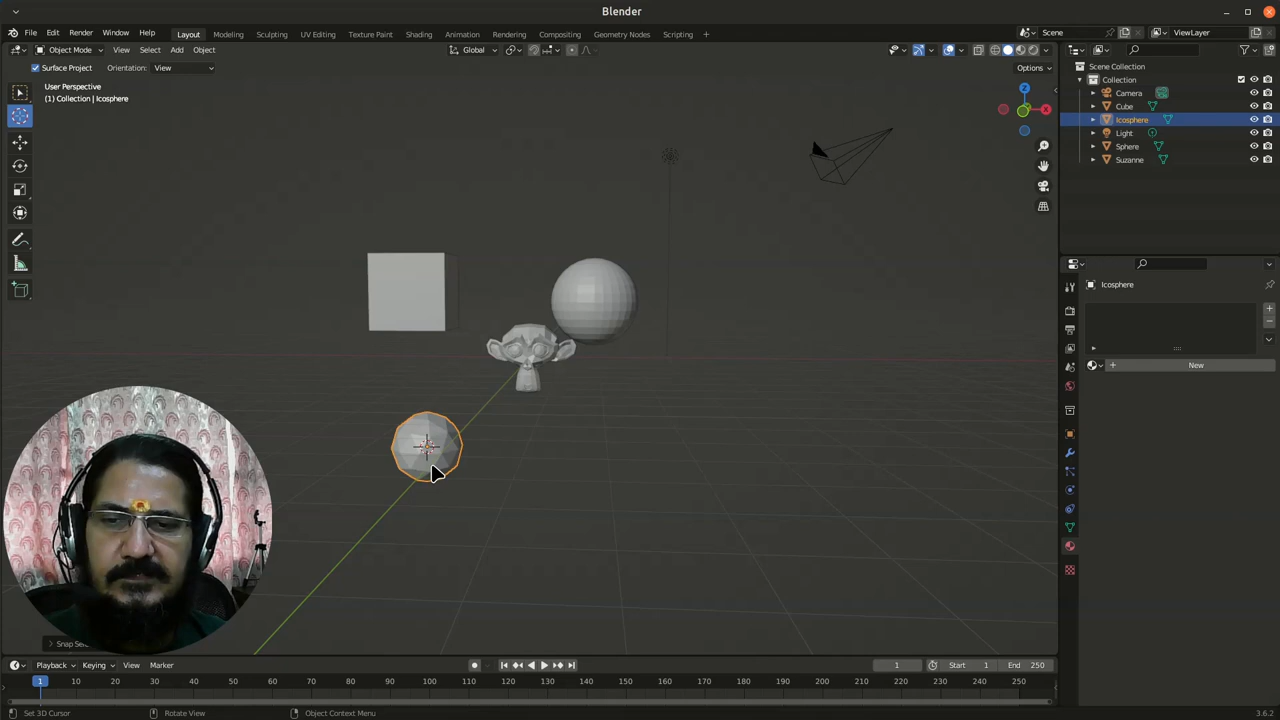 Blender
File Edit Render Window Help Layout Modeling Sculpting UV Editing Texture Paint Shading Animation Rendering Compositing Geometry Nodes Scripting + Scene ViewLayer
Object Mode View Select Add Object Global
Surface Project Orientation: View Options
User Perspective
(1) Collection | Icosphere
Z
X
Scene Collection
Collection
Camera
Cube
Icosphere
Light
Sphere
Suzanne
Icosphere
+ New
Playback Keying View Marker 1 Start 1 End 250
1 10 20 30 40 50 60 70 80 90 100 110 120 130 140 150 160 170 180 190 200 210 220 230 240 250
Set 3D Cursor Rotate View Object Context Menu 3.6.2